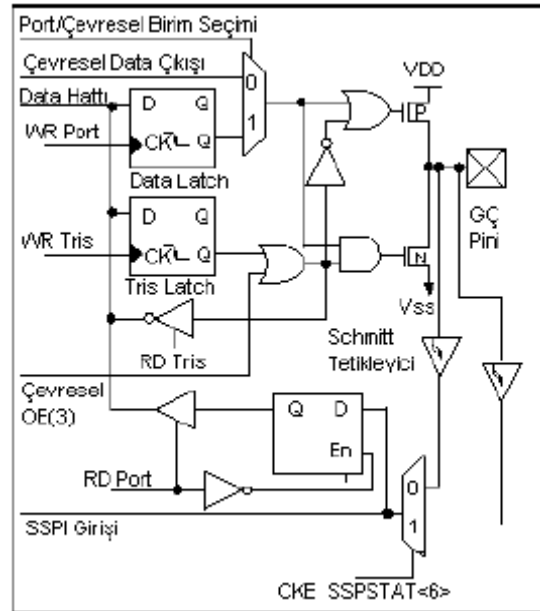 Port/Çevresel Birim Seçimi
Çevresel Data Çkışı
Data Hattı
D Q
WR Port
CK Q
Data Latch
0
1
VDD
P
GÇ
Pini
D Q
WR Tris
CK Q
Tris Latch
N
Vss
RD Tris
Schmitt
Tetikleyici
Çevresel
OE(3)
Q D
En
RD Port
SSPI Girişi
0
1
CKE SSPSTAT<6>